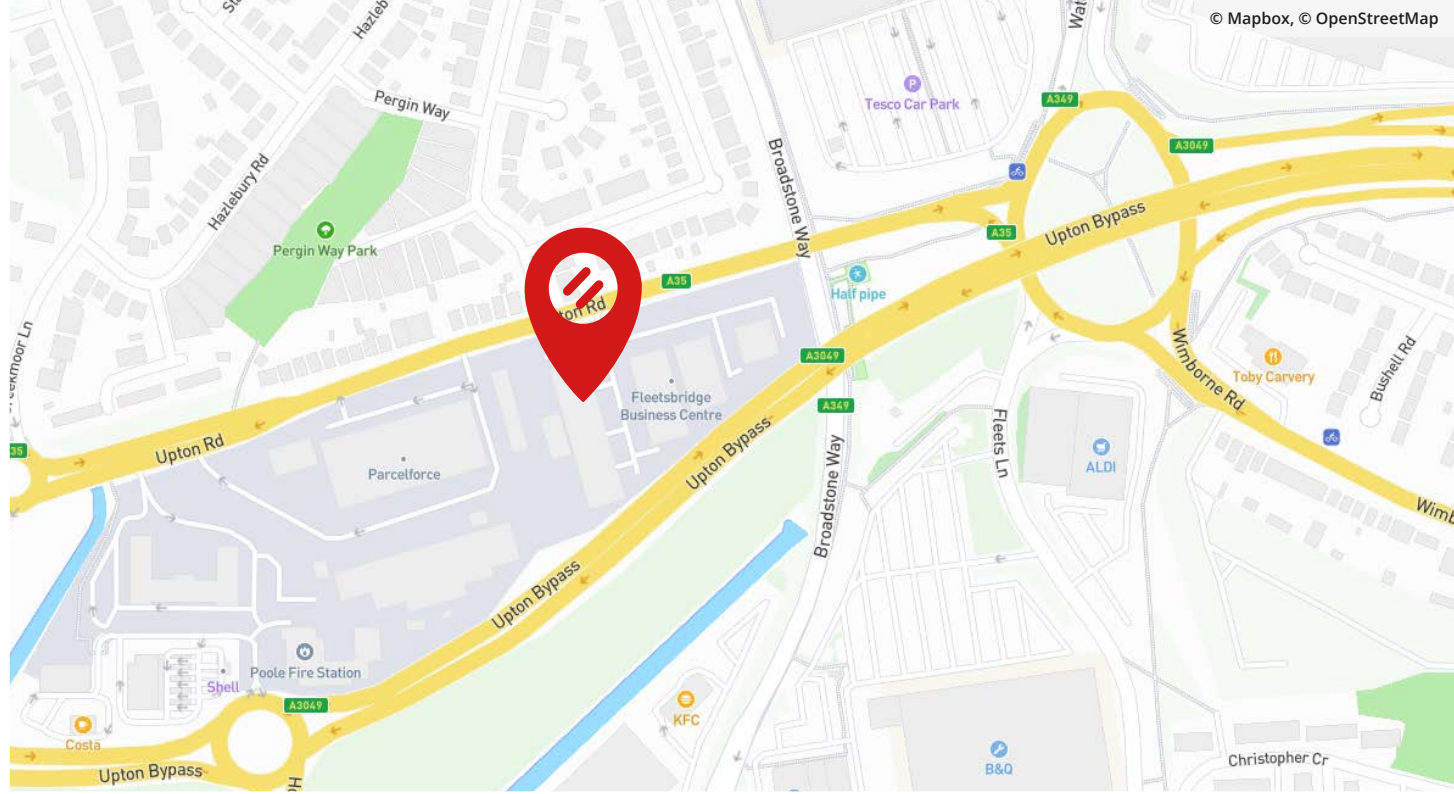 © Mapbox, © OpenStreetMap
Pergin Way
Tesco Car Park
A349
A3049
Broadstone Way
Hazlebury Rd
Pergin Way Park
A35
Upton Bypass
A35
Half pipe
ton Rd
A3049
Wimborne Rd
Toby Carvery
Bushell Rd
Fleetsbridge
Business Centre
A349
Upton Rd
35
Parcelforce
Upton Bypass
Broadstone Way
Fleets Ln
ALDI
Upton Bypass
Poole Fire Station
Shell
A3049
Costa
KFC
B&Q
Christopher Cr
Upton Bypass